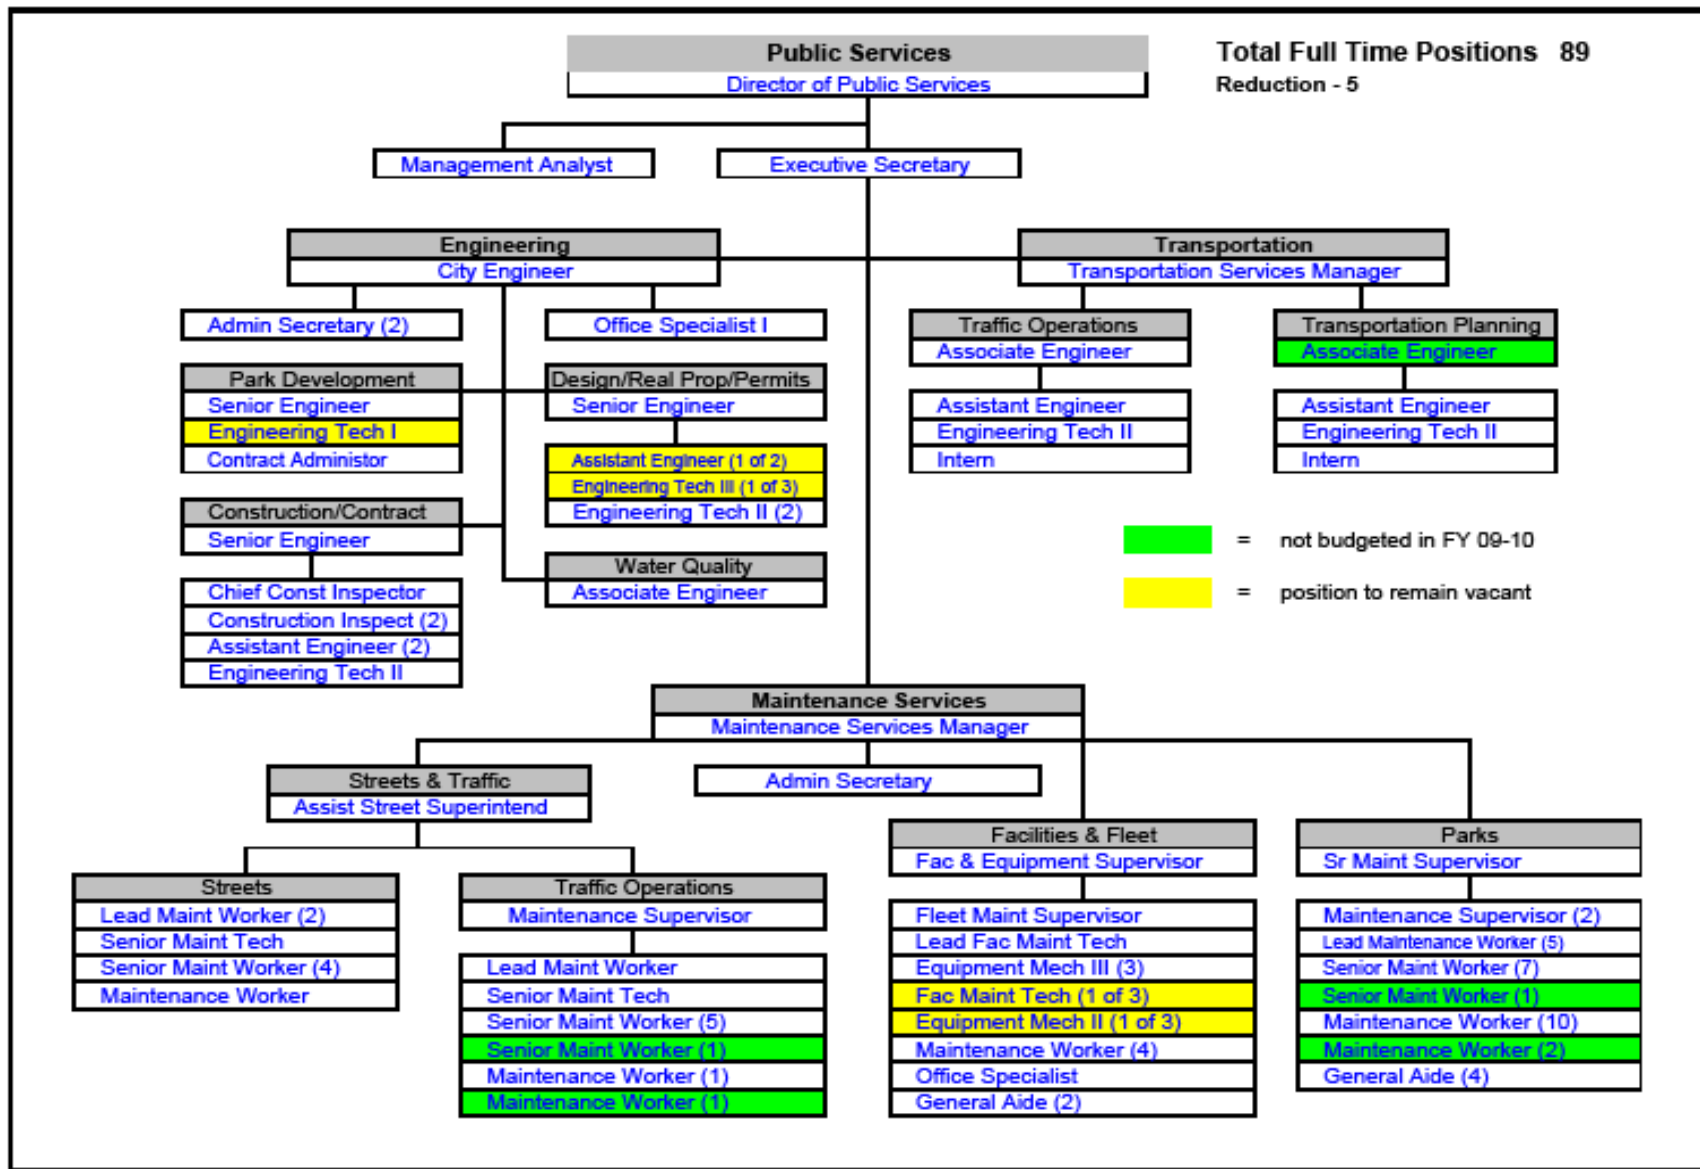 Public Services
Director of Public Services
Total Full Time Positions 89
Reduction - 5
Management Analyst
Executive Secretary
Engineering
City Engineer
Transportation
Transportation Services Manager
Admin Secretary (2)
Office Specialist I
Traffic Operations
Associate Engineer
Transportation Planning
Associate Engineer
Park Development
Senior Engineer
Engineering Tech I
Contract Administor
Design/Real Prop/Permits
Senior Engineer
Assistant Engineer (1 of 2)
Engineering Tech III (1 of 3)
Engineering Tech II (2)
Assistant Engineer
Engineering Tech II
Intern
Assistant Engineer
Engineering Tech II
Intern
Construction/Contract
Senior Engineer
Chief Const Inspector
Construction Inspect (2)
Assistant Engineer (2)
Engineering Tech II
Water Quality
Associate Engineer
= not budgeted in FY 09-10
= position to remain vacant
Maintenance Services
Maintenance Services Manager
Streets & Traffic
Assist Street Superintend
Admin Secretary
Streets
Lead Maint Worker (2)
Senior Maint Tech
Senior Maint Worker (4)
Maintenance Worker
Traffic Operations
Maintenance Supervisor
Lead Maint Worker
Senior Maint Tech
Senior Maint Worker (5)
Senior Maint Worker (1)
Maintenance Worker (1)
Maintenance Worker (1)
Facilities & Fleet
Fac & Equipment Supervisor
Fleet Maint Supervisor
Lead Fac Maint Tech
Equipment Mech III (3)
Fac Maint Tech (1 of 3)
Equipment Mech II (1 of 3)
Maintenance Worker (4)
Office Specialist
General Aide (2)
Parks
Sr Maint Supervisor
Maintenance Supervisor (2)
Lead Maintenance Worker (5)
Senior Maint Worker (7)
Senior Maint Worker (1)
Maintenance Worker (10)
Maintenance Worker (2)
General Aide (4)